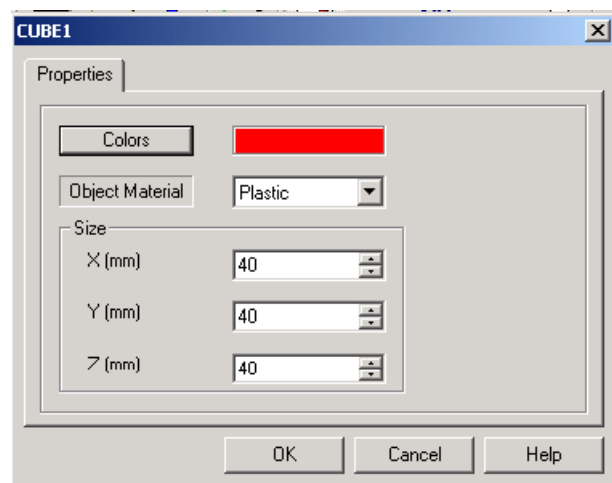 CUBE1
Properties
Colors
Object Material Plastic
Size
X (mm) 40
Y (mm) 40
Z (mm) 40
OK Cancel Help